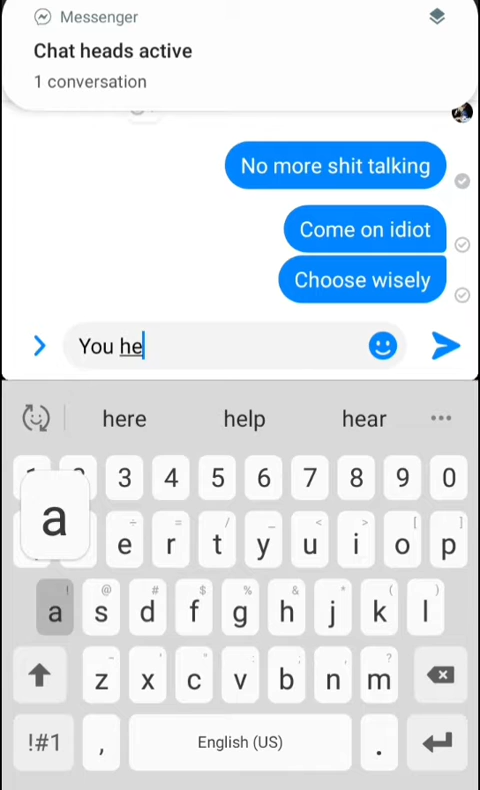 Messenger
Chat heads active
1 conversation
No more shit talking
Come on idiot
Choose wisely
You he
here help hear
3 4 5 6 7 8 9 0
a
÷ = / _ < > [ ]
e r t y u i o p
! @ # $ % & * ( )
a s d f g h j k l
z x c v b n m
!#1 , English (US) .